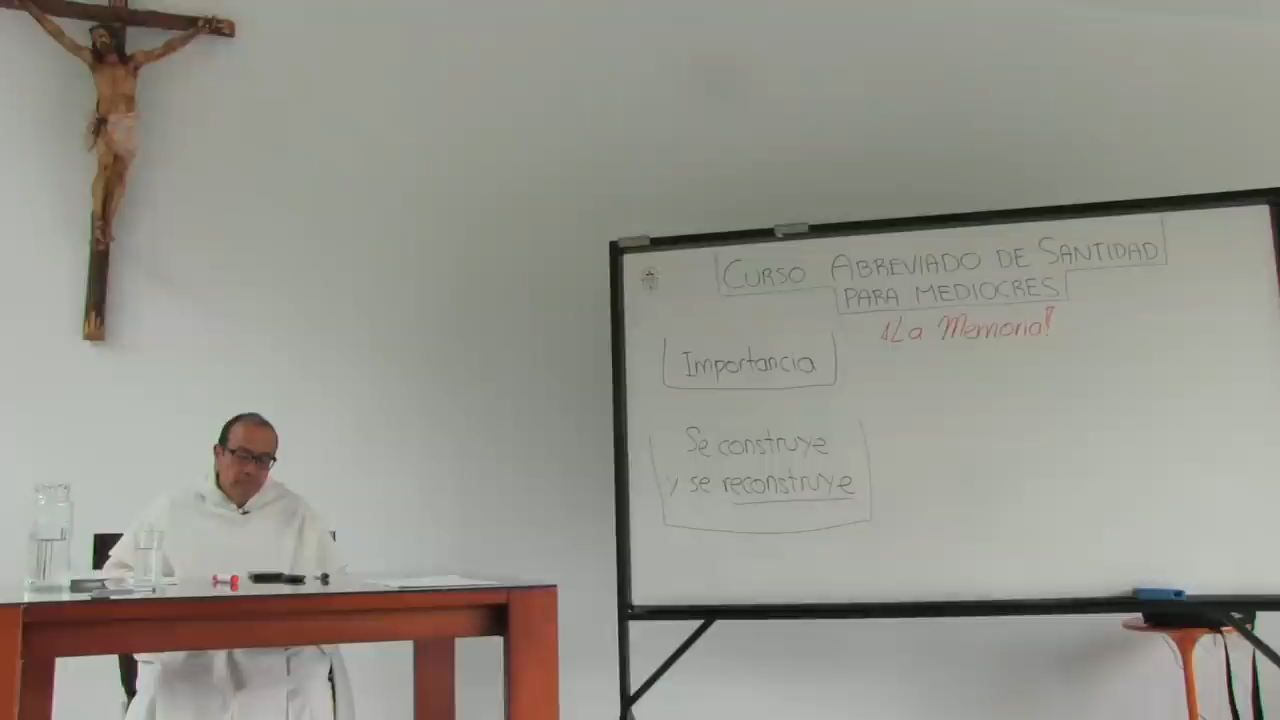 CURSO ABREVIADO DE SANTIDAD
PARA MEDIOCRES
¡La Memoria!
Importancia
Se construye
y se reconstruye